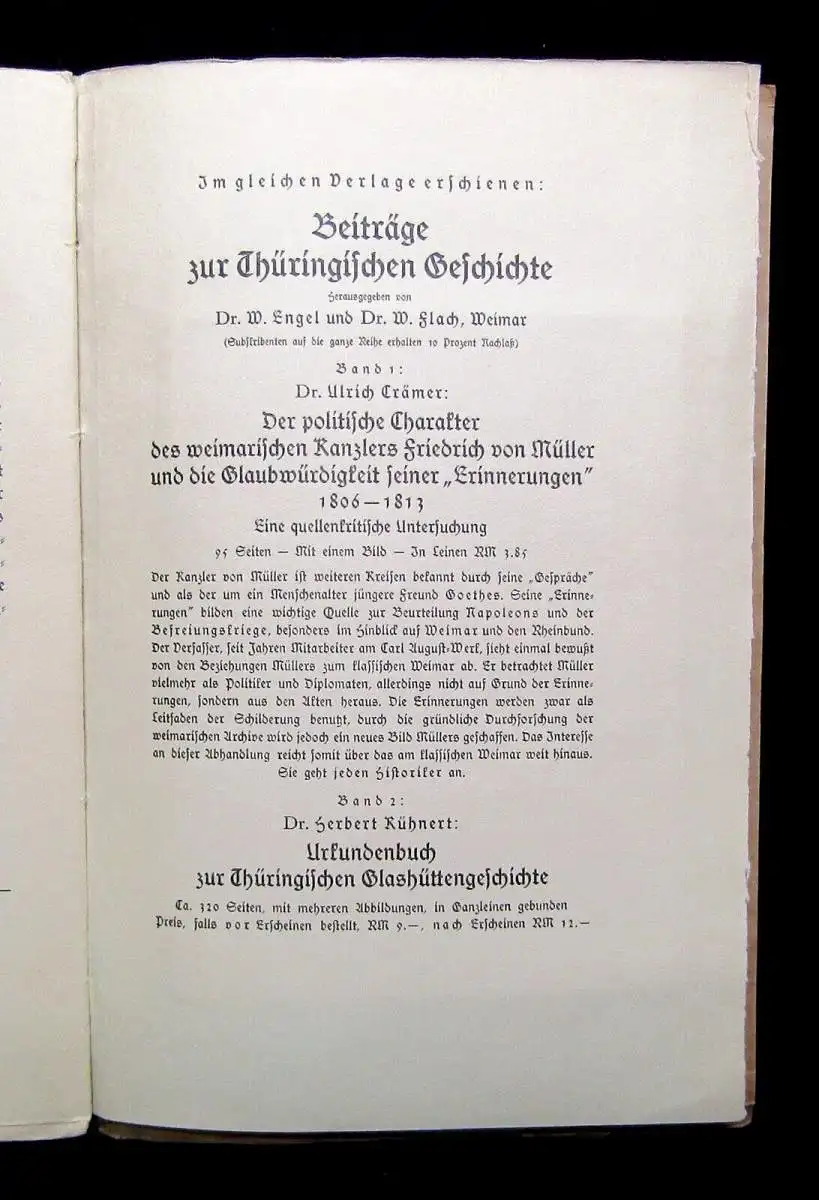 Im gleichen Verlage erschienen:
Beiträge
zur Thüringischen Geschichte
Herausgegeben von
Dr. W. Engel und Dr. W. Flach, Weimar
(Subskribenten auf die ganze Reihe erhalten 10 Prozent Nachlaß)
Band 1:
Dr. Ulrich Crämer:
Der politische Charakter
des weimarischen Kanzlers Friedrich von Müller
und die Glaubwürdigkeit seiner „Erinnerungen”
1806—1813
Eine quellenkritische Untersuchung
95 Seiten — Mit einem Bild — In Leinen RM 3.85
Der Kanzler von Müller ist weiteren Kreisen bekannt durch seine „Gespräche”
und als der um ein Menschenalter jüngere Freund Goethes. Seine „Erinne-
rungen” bilden eine wichtige Quelle zur Beurteilung Napoleons und der
Befreiungskriege, besonders im Hinblick auf Weimar und den Rheinbund.
Der Verfasser, seit Jahren Mitarbeiter am Carl August-Werk, sieht einmal bewußt
von den Beziehungen Müllers zum klassischen Weimar ab. Er betrachtet Müller
vielmehr als Politiker und Diplomaten, allerdings nicht auf Grund der Erinne-
rungen, sondern aus den Akten heraus. Die Erinnerungen werden zwar als
Leitfaden der Schilderung benutzt, durch die gründliche Durchforschung der
weimarischen Archive wird jedoch ein neues Bild Müllers geschaffen. Das Interesse
an dieser Abhandlung reicht somit über das am klassischen Weimar weit hinaus.
Sie geht jeden Historiker an.
Band 2:
Dr. Herbert Kühnert:
Urkundenbuch
zur Thüringischen Glashüttengeschichte
Ca. 320 Seiten, mit mehreren Abbildungen, in Ganzleinen gebunden
Preis, falls vor Erscheinen bestellt, RM 9.—, nach Erscheinen RM 12.—